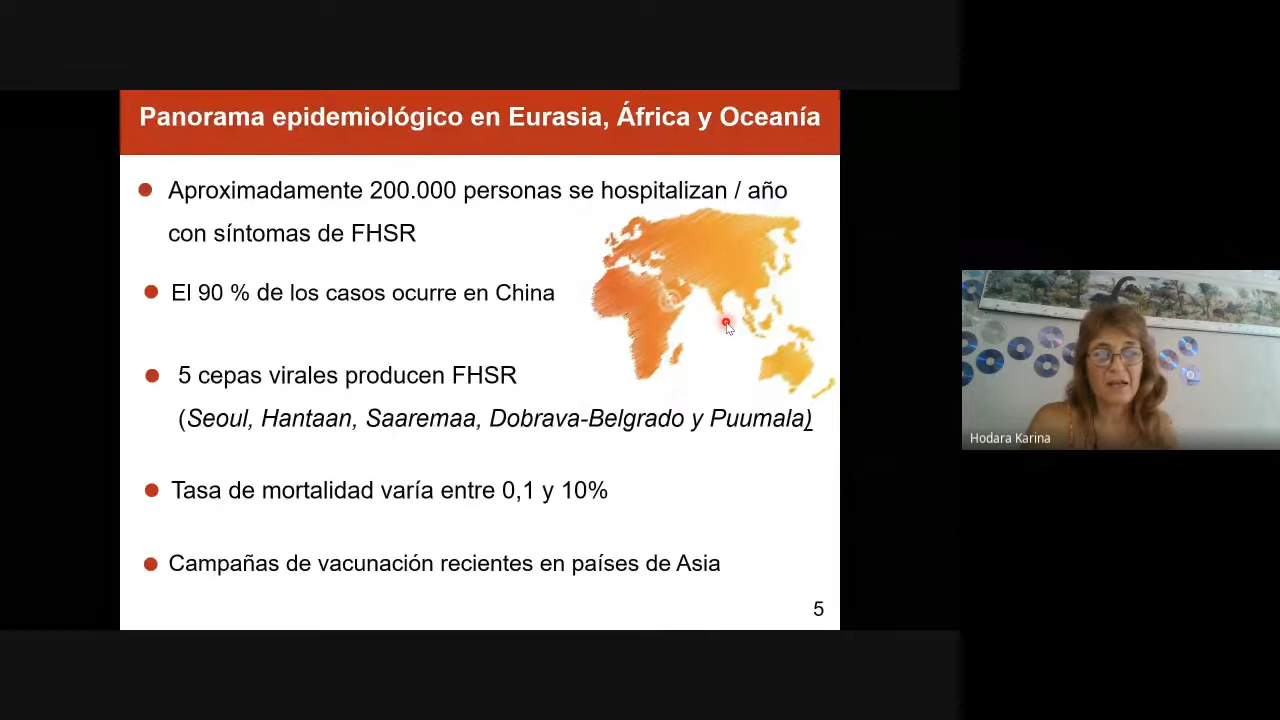 Panorama epidemiológico en Eurasia, África y Oceanía
Aproximadamente 200.000 personas se hospitalizan / año
con síntomas de FHSR
El 90 % de los casos ocurre en China
5 cepas virales producen FHSR
(Seoul, Hantaan, Saaremaa, Dobrava-Belgrado y Puumala)
Tasa de mortalidad varía entre 0,1 y 10%
Campañas de vacunación recientes en países de Asia
5
Hodara Karina